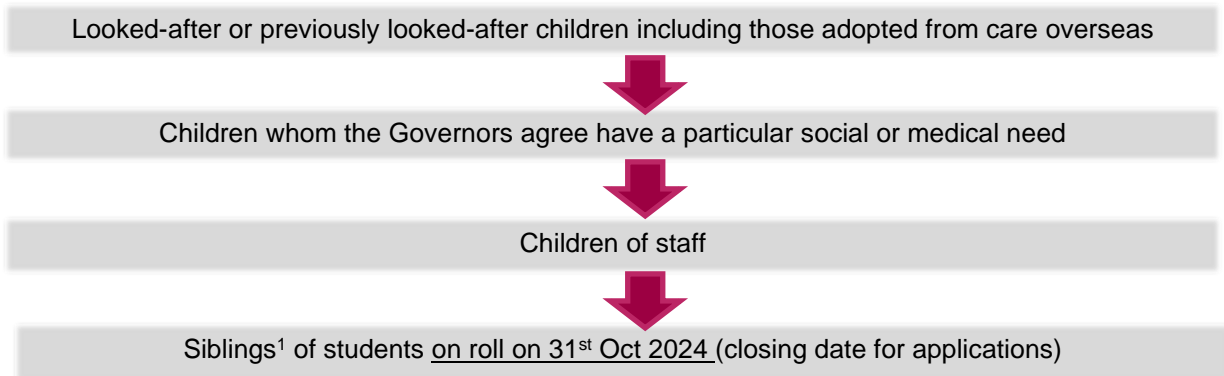 Looked-after or previously looked-after children including those adopted from care overseas
Children whom the Governors agree have a particular social or medical need
Children of staff
Siblings¹ of students on roll on 31st Oct 2024 (closing date for applications)